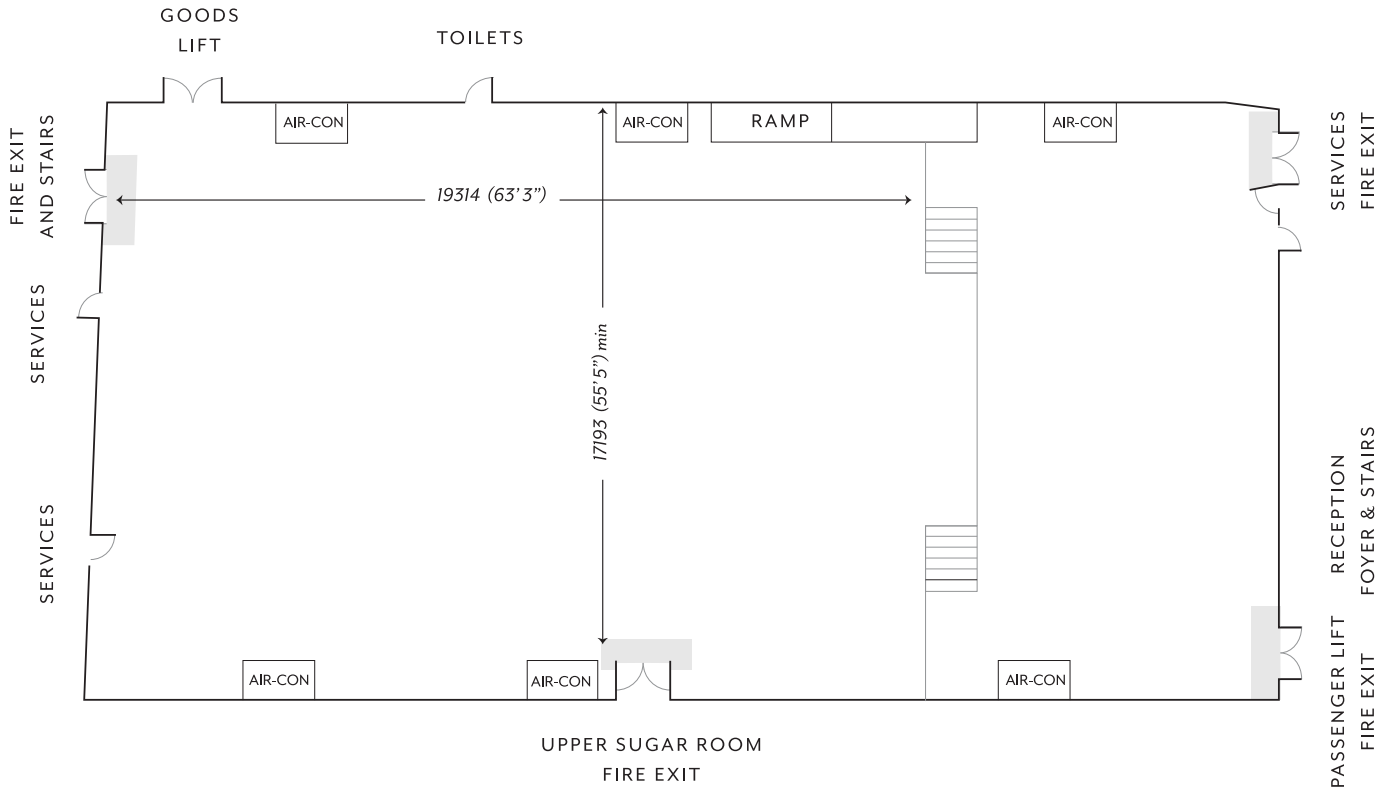 GOODS
LIFT
TOILETS
FIRE EXIT
AND STAIRS
AIR-CON
AIR-CON
RAMP
AIR-CON
SERVICES
FIRE EXIT
19314 (63’3”)
17193 (55’5”) min
SERVICES
SERVICES
RECEPTION
FOYER & STAIRS
AIR-CON
AIR-CON
AIR-CON
PASSENGER LIFT
FIRE EXIT
UPPER SUGAR ROOM
FIRE EXIT